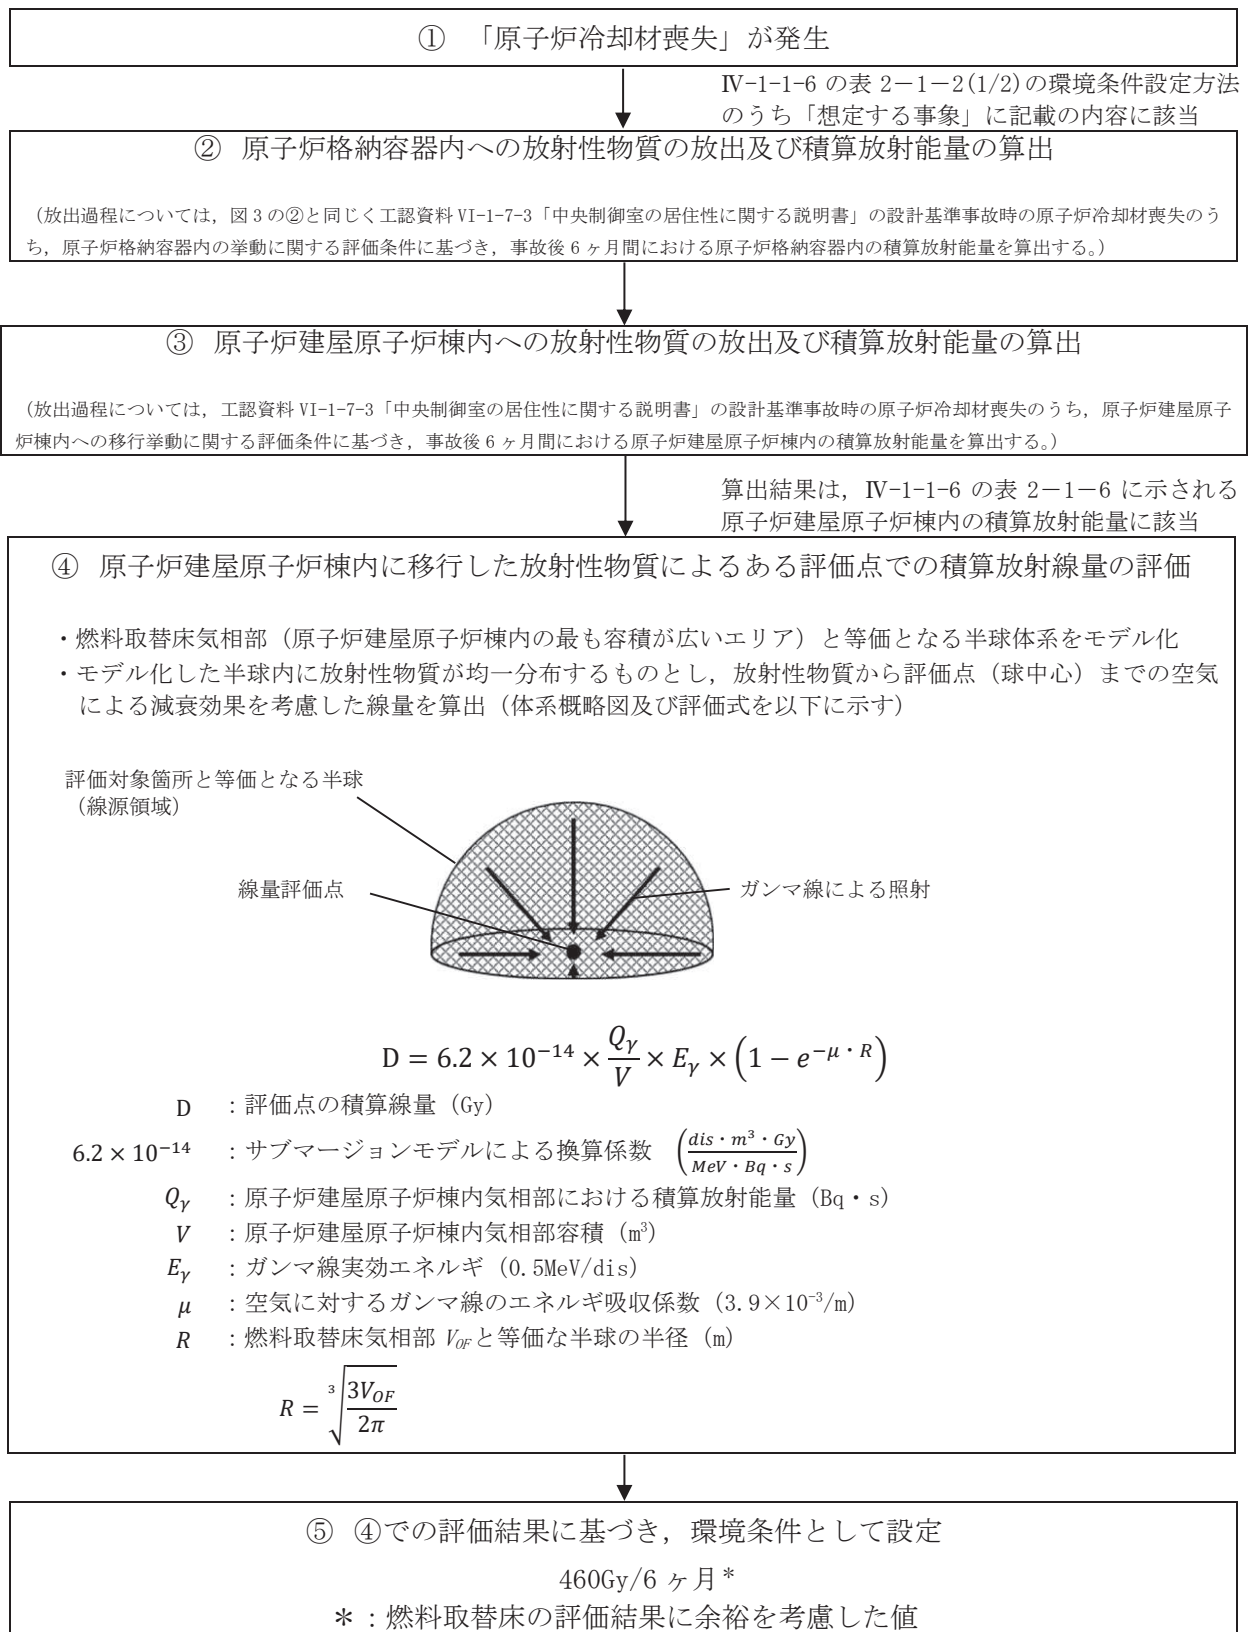 ① 「原子炉冷却材喪失」が発生
Ⅳ-1-1-6 の表 2－1－2(1/2)の環境条件設定方法
のうち「想定する事象」に記載の内容に該当
② 原子炉格納容器内への放射性物質の放出及び積算放射能量の算出
（放出過程については，図 3 の②と同じく工認資料 VI-1-7-3「中央制御室の居住性に関する説明書」の設計基準事故時の原子炉冷却材喪失のう
ち，原子炉格納容器内の挙動に関する評価条件に基づき，事故後 6 ヶ月間における原子炉格納容器内の積算放射能量を算出する。）
③ 原子炉建屋原子炉棟内への放射性物質の放出及び積算放射能量の算出
（放出過程については，工認資料 VI-1-7-3「中央制御室の居住性に関する説明書」の設計基準事故時の原子炉冷却材喪失のうち，原子炉建屋原子
炉棟内への移行挙動に関する評価条件に基づき，事故後 6 ヶ月間における原子炉建屋原子炉棟内の積算放射能量を算出する。）
算出結果は，Ⅳ-1-1-6 の表 2－1－6 に示される
原子炉建屋原子炉棟内の積算放射能量に該当
④ 原子炉建屋原子炉棟内に移行した放射性物質によるある評価点での積算放射線量の評価
・燃料取替床気相部（原子炉建屋原子炉棟内の最も容積が広いエリア）と等価となる半球体系をモデル化
・モデル化した半球内に放射性物質が均一分布するものとし，放射性物質から評価点（球中心）までの空気
による減衰効果を考慮した線量を算出（体系概略図及び評価式を以下に示す）
評価対象箇所と等価となる半球
（線源領域）
線量評価点
ガンマ線による照射
D = 6.2 × 10⁻¹⁴ × Q_γ/V × E_γ × (1 − e^(−μ・R))
D ：評価点の積算線量（Gy）
6.2 × 10⁻¹⁴ ：サブマージョンモデルによる換算係数 (dis・m³・Gy / MeV・Bq・s)
Q_γ ：原子炉建屋原子炉棟内気相部における積算放射能量（Bq・s）
V ：原子炉建屋原子炉棟内気相部容積（m³）
E_γ ：ガンマ線実効エネルギ（0.5MeV/dis）
μ ：空気に対するガンマ線のエネルギ吸収係数（3.9×10⁻³/m）
R ：燃料取替床気相部 V_OF と等価な半球の半径（m）
R = ³√(3V_OF / 2π)
⑤ ④での評価結果に基づき，環境条件として設定
460Gy/6 ヶ月*
＊：燃料取替床の評価結果に余裕を考慮した値